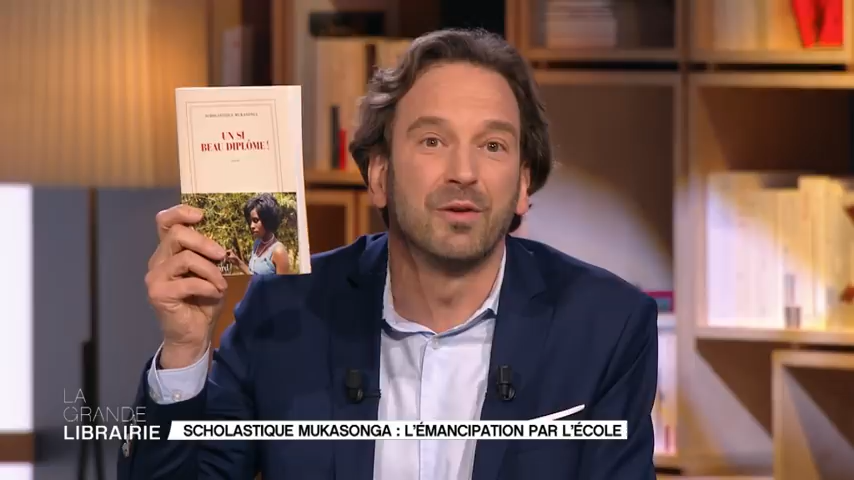 SCHOLASTIQUE MUKASONGA
UN SI
BEAU DIPLÔME !
LA
GRANDE
LIBRAIRIE
SCHOLASTIQUE MUKASONGA : L'ÉMANCIPATION PAR L'ÉCOLE